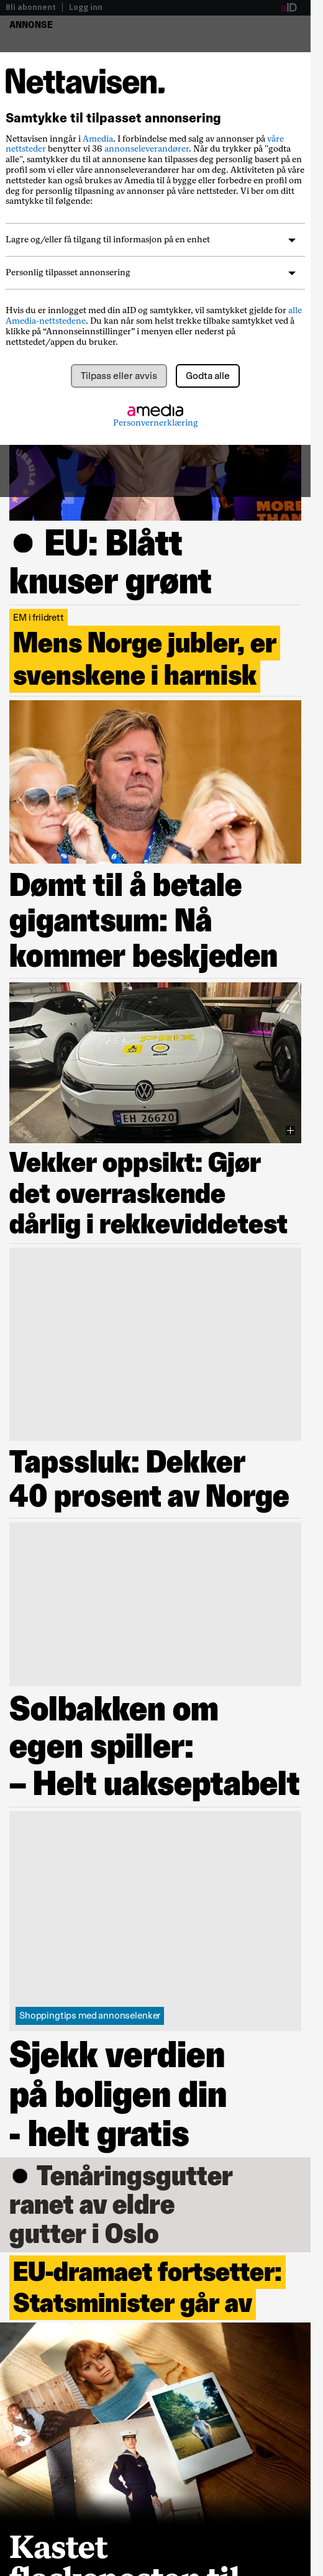 Bli abonnent | Logg inn
aID
ANNONSE
Nettavisen.
Samtykke til tilpasset annonsering
Nettavisen inngår i Amedia. I forbindelse med salg av annonser på våre
nettsteder benytter vi 36 annonseleverandører. Når du trykker på "godta
alle", samtykker du til at annonsene kan tilpasses deg personlig basert på en
profil som vi eller våre annonseleverandører har om deg. Aktiviteten på våre
nettsteder kan også brukes av Amedia til å bygge eller forbedre en profil om
deg for personlig tilpasning av annonser på våre nettsteder. Vi ber om ditt
samtykke til følgende:
Lagre og/eller få tilgang til informasjon på en enhet
Personlig tilpasset annonsering
Hvis du er innlogget med din aID og samtykker, vil samtykket gjelde for alle
Amedia-nettstedene. Du kan når som helst trekke tilbake samtykket ved å
klikke på “Annonseinnstillinger” i menyen eller nederst på
nettstedet/appen du bruker.
Tilpass eller avvis
Godta alle
amedia
Personvernerklæring
MORE
THAN
EU: Blått
knuser grønt
EM i friidrett
Mens Norge jubler, er
svenskene i harnisk
Dømt til å betale
gigantsum: Nå
kommer beskjeden
PRIX
EH 26620
Vekker oppsikt: Gjør
det overraskende
dårlig i rekkeviddetest
Tapssluk: Dekker
40 prosent av Norge
Solbakken om
egen spiller:
– Helt uakseptabelt
Shoppingtips med annonselenker
Sjekk verdien
på boligen din
- helt gratis
Tenåringsgutter
ranet av eldre
gutter i Oslo
EU-dramaet fortsetter:
Statsminister går av
Kastet